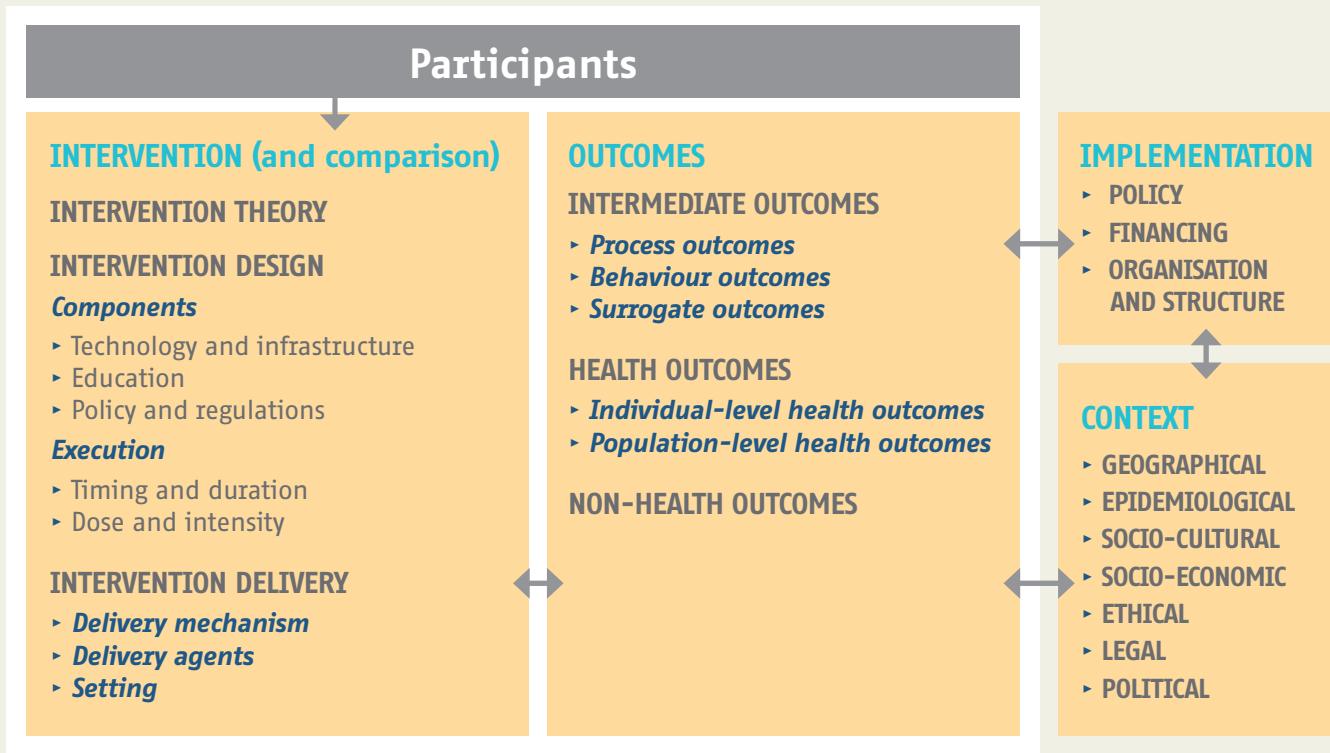 Participants
INTERVENTION (and comparison)
INTERVENTION THEORY
INTERVENTION DESIGN
Components
‣ Technology and infrastructure
‣ Education
‣ Policy and regulations
Execution
‣ Timing and duration
‣ Dose and intensity
INTERVENTION DELIVERY
‣ Delivery mechanism
‣ Delivery agents
‣ Setting
OUTCOMES
INTERMEDIATE OUTCOMES
‣ Process outcomes
‣ Behaviour outcomes
‣ Surrogate outcomes
HEALTH OUTCOMES
‣ Individual-level health outcomes
‣ Population-level health outcomes
NON-HEALTH OUTCOMES
IMPLEMENTATION
‣ POLICY
‣ FINANCING
‣ ORGANISATION
AND STRUCTURE
CONTEXT
‣ GEOGRAPHICAL
‣ EPIDEMIOLOGICAL
‣ SOCIO-CULTURAL
‣ SOCIO-ECONOMIC
‣ ETHICAL
‣ LEGAL
‣ POLITICAL